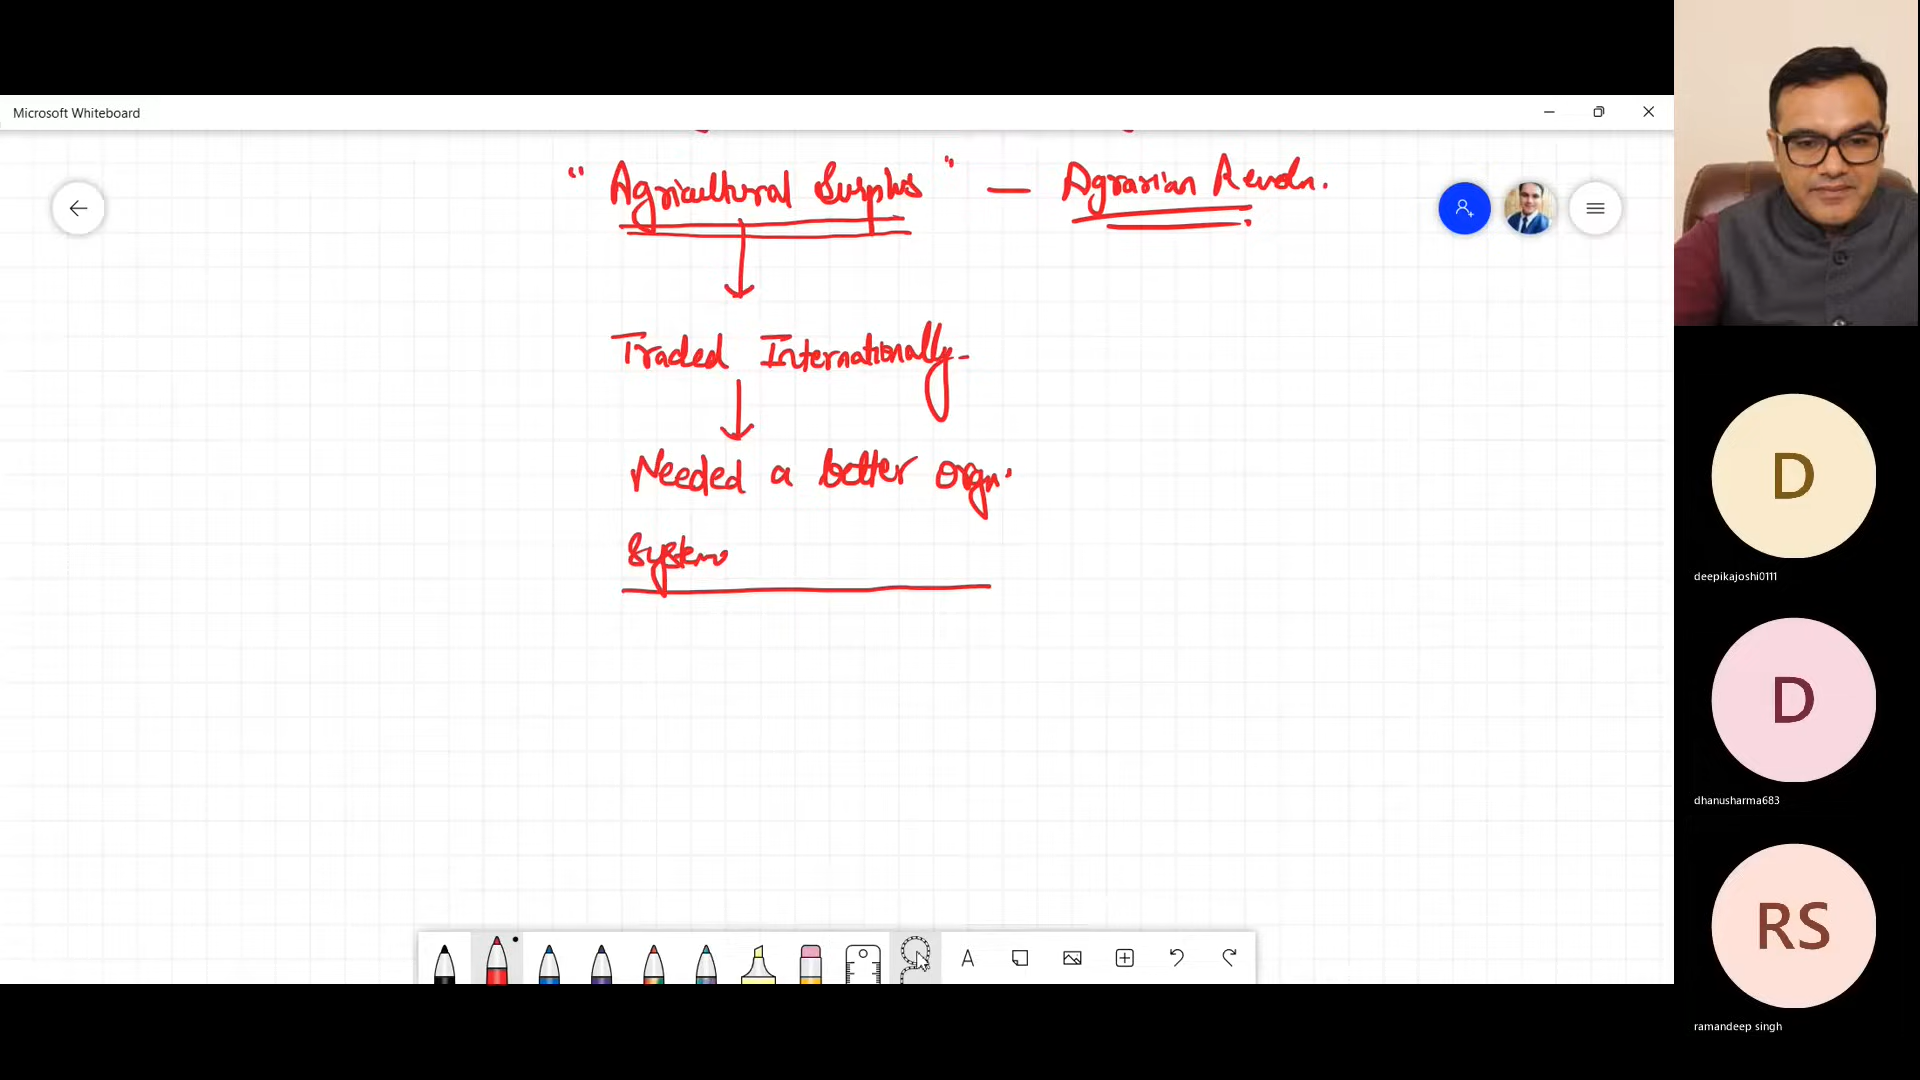 Microsoft Whiteboard
"Agricultural Surplus" — Agrarian Revoln.
Traded Internationally.
Needed a better orgn.
System
D
deepikajoshi0111
D
dhanusharma683
RS
ramandeep singh